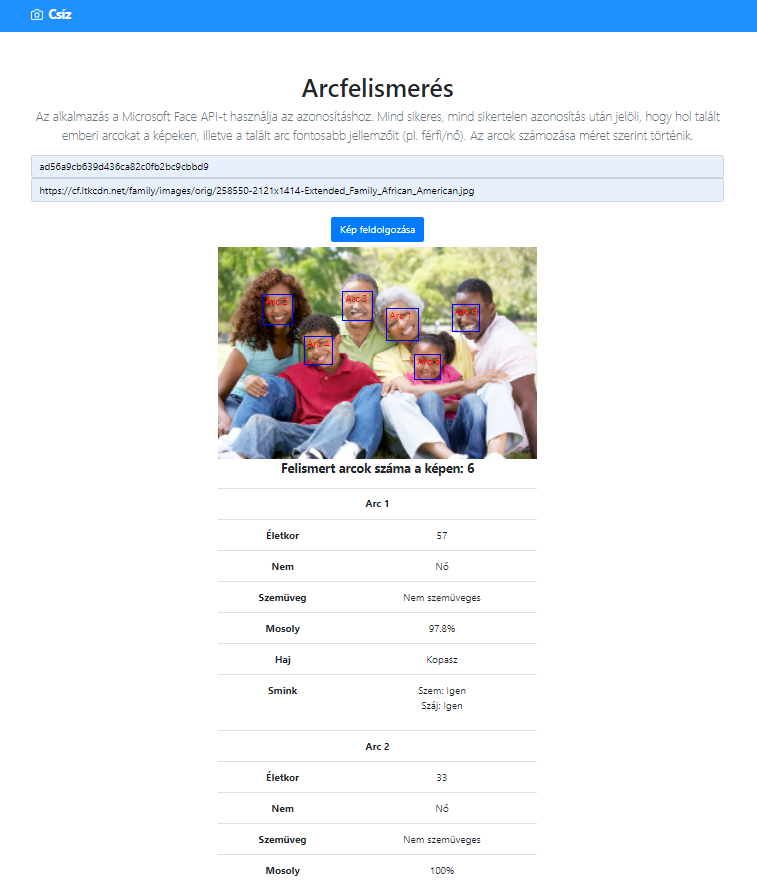 Csíz
Arcfelismerés
Az alkalmazás a Microsoft Face API-t használja az azonosításhoz. Mind sikeres, mind sikertelen azonosítás után jelöli, hogy hol talált
emberi arcokat a képeken, illetve a talált arc fontosabb jellemzőit (pl. férfi/nő). Az arcok számozása méret szerint történik.
ad56a9cb639d436ca82c0fb2bc9cbbd9
https://cf.ltkcdn.net/family/images/orig/258550-2121x1414-Extended_Family_African_American.jpg
Kép feldolgozása
Arc 2
Arc 3
Arc 1
Arc 5
Arc 4
Arc 6
Felismert arcok száma a képen: 6
Arc 1
Életkor 57
Nem Nő
Szemüveg Nem szemüveges
Mosoly 97.8%
Haj Kopasz
Smink Szem: Igen
Száj: Igen
Arc 2
Életkor 33
Nem Nő
Szemüveg Nem szemüveges
Mosoly 100%